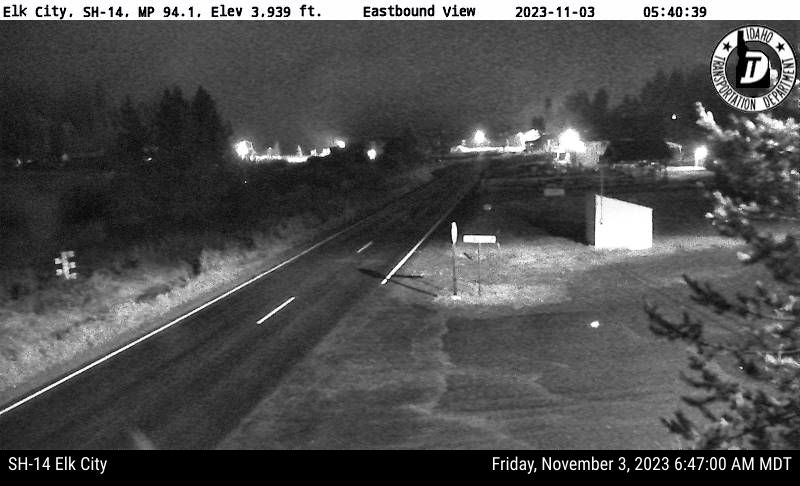 Elk City, SH-14, MP 94.1, Elev 3,939 ft. Eastbound View 2023-11-03 05:40:39
IDAHO
TRANSPORTATION DEPARTMENT
SH-14 Elk City Friday, November 3, 2023 6:47:00 AM MDT